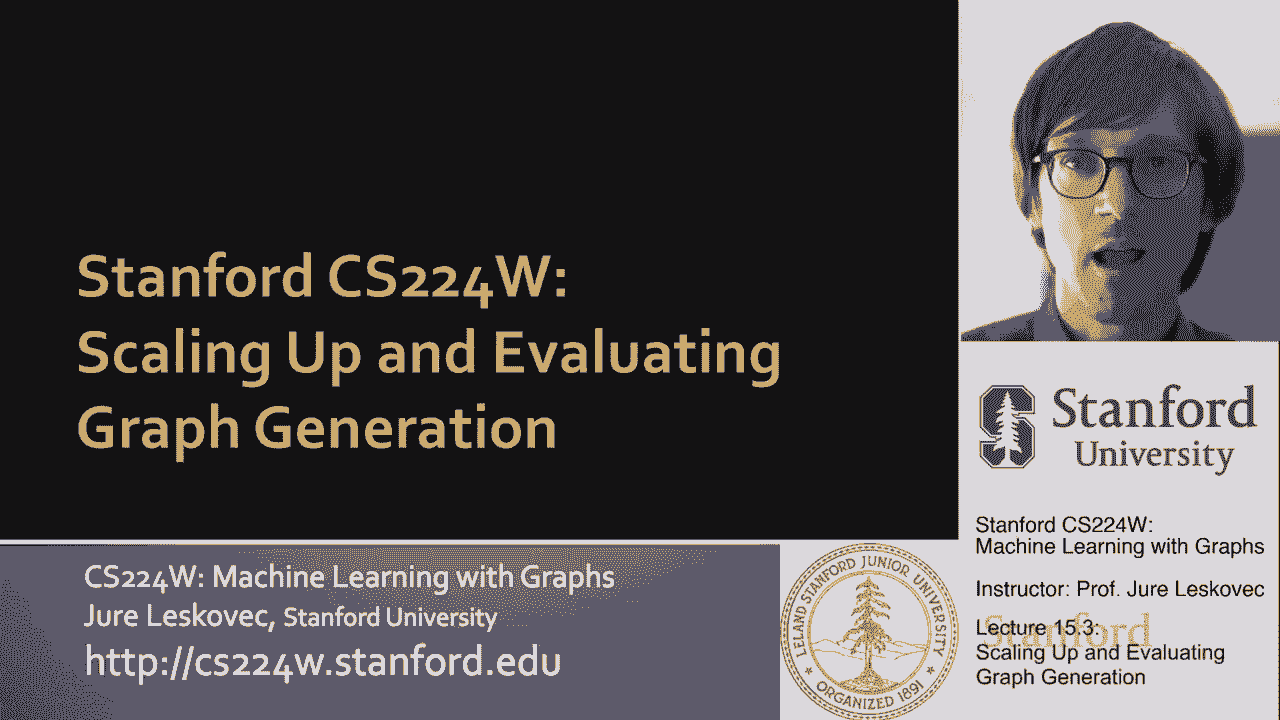 Stanford CS224W:
Scaling Up and Evaluating
Graph Generation
CS224W: Machine Learning with Graphs
Jure Leskovec, Stanford University
http://cs224w.stanford.edu
LELAND STANFORD JUNIOR UNIVERSITY
ORGANIZED 1891
S
Stanford
University
Stanford CS224W:
Machine Learning with Graphs
Instructor: Prof. Jure Leskovec
Stanford
Lecture 15.3:
Scaling Up and Evaluating
Graph Generation